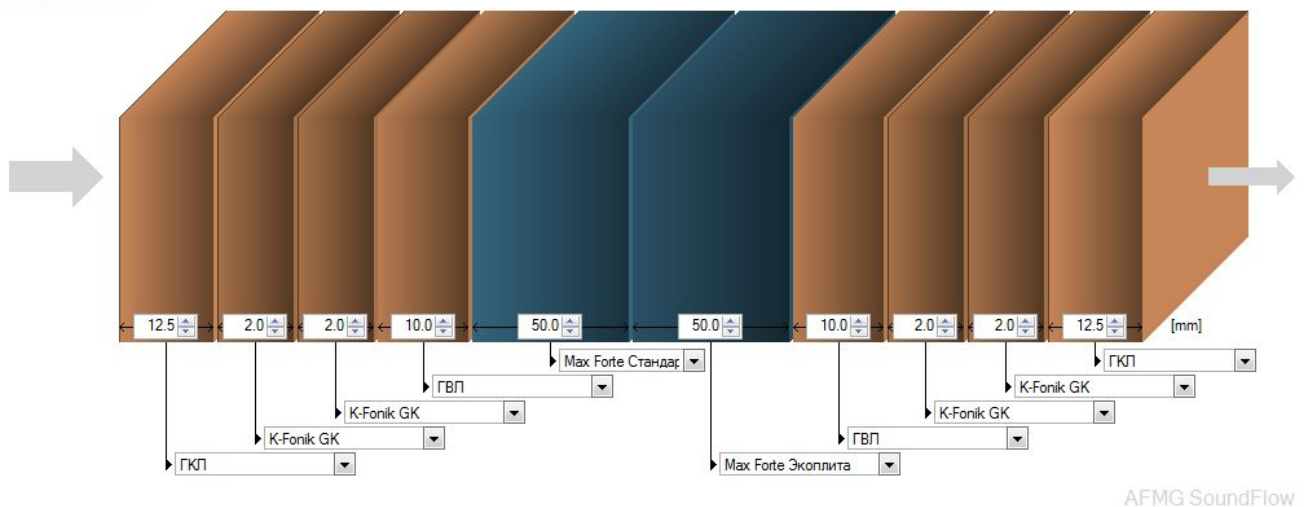 12.5 2.0 2.0 10.0 50.0 50.0 10.0 2.0 2.0 12.5 [mm]
Max Forte Стандар ГКЛ
ГВЛ K-Fonik GK
K-Fonik GK K-Fonik GK
K-Fonik GK ГВЛ
ГКЛ Max Forte Экоплита
AFMG SoundFlow